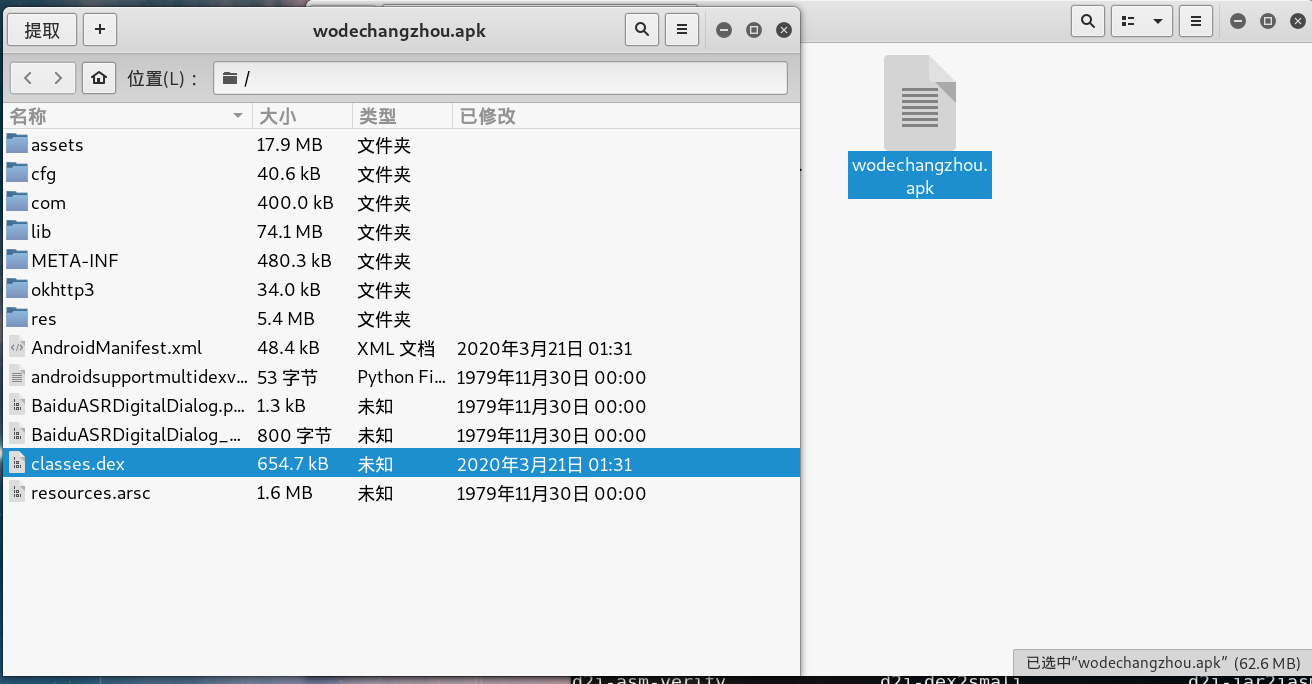 提取
wodechangzhou.apk
位置(L)：
/
名称 大小 类型 已修改
assets 17.9 MB 文件夹
cfg 40.6 kB 文件夹
com 400.0 kB 文件夹
lib 74.1 MB 文件夹
META-INF 480.3 kB 文件夹
okhttp3 34.0 kB 文件夹
res 5.4 MB 文件夹
AndroidManifest.xml 48.4 kB XML 文档 2020年3月21日 01:31
androidsupportmultidexv... 53 字节 Python Fi... 1979年11月30日 00:00
BaiduASRDigitalDialog.p... 1.3 kB 未知 1979年11月30日 00:00
BaiduASRDigitalDialog_... 800 字节 未知 1979年11月30日 00:00
classes.dex 654.7 kB 未知 2020年3月21日 01:31
resources.arsc 1.6 MB 未知 1979年11月30日 00:00
wodechangzhou.
apk
已选中“wodechangzhou.apk” (62.6 MB)
d2j-asm-verify d2j-dex2smali d2j-jar2jas